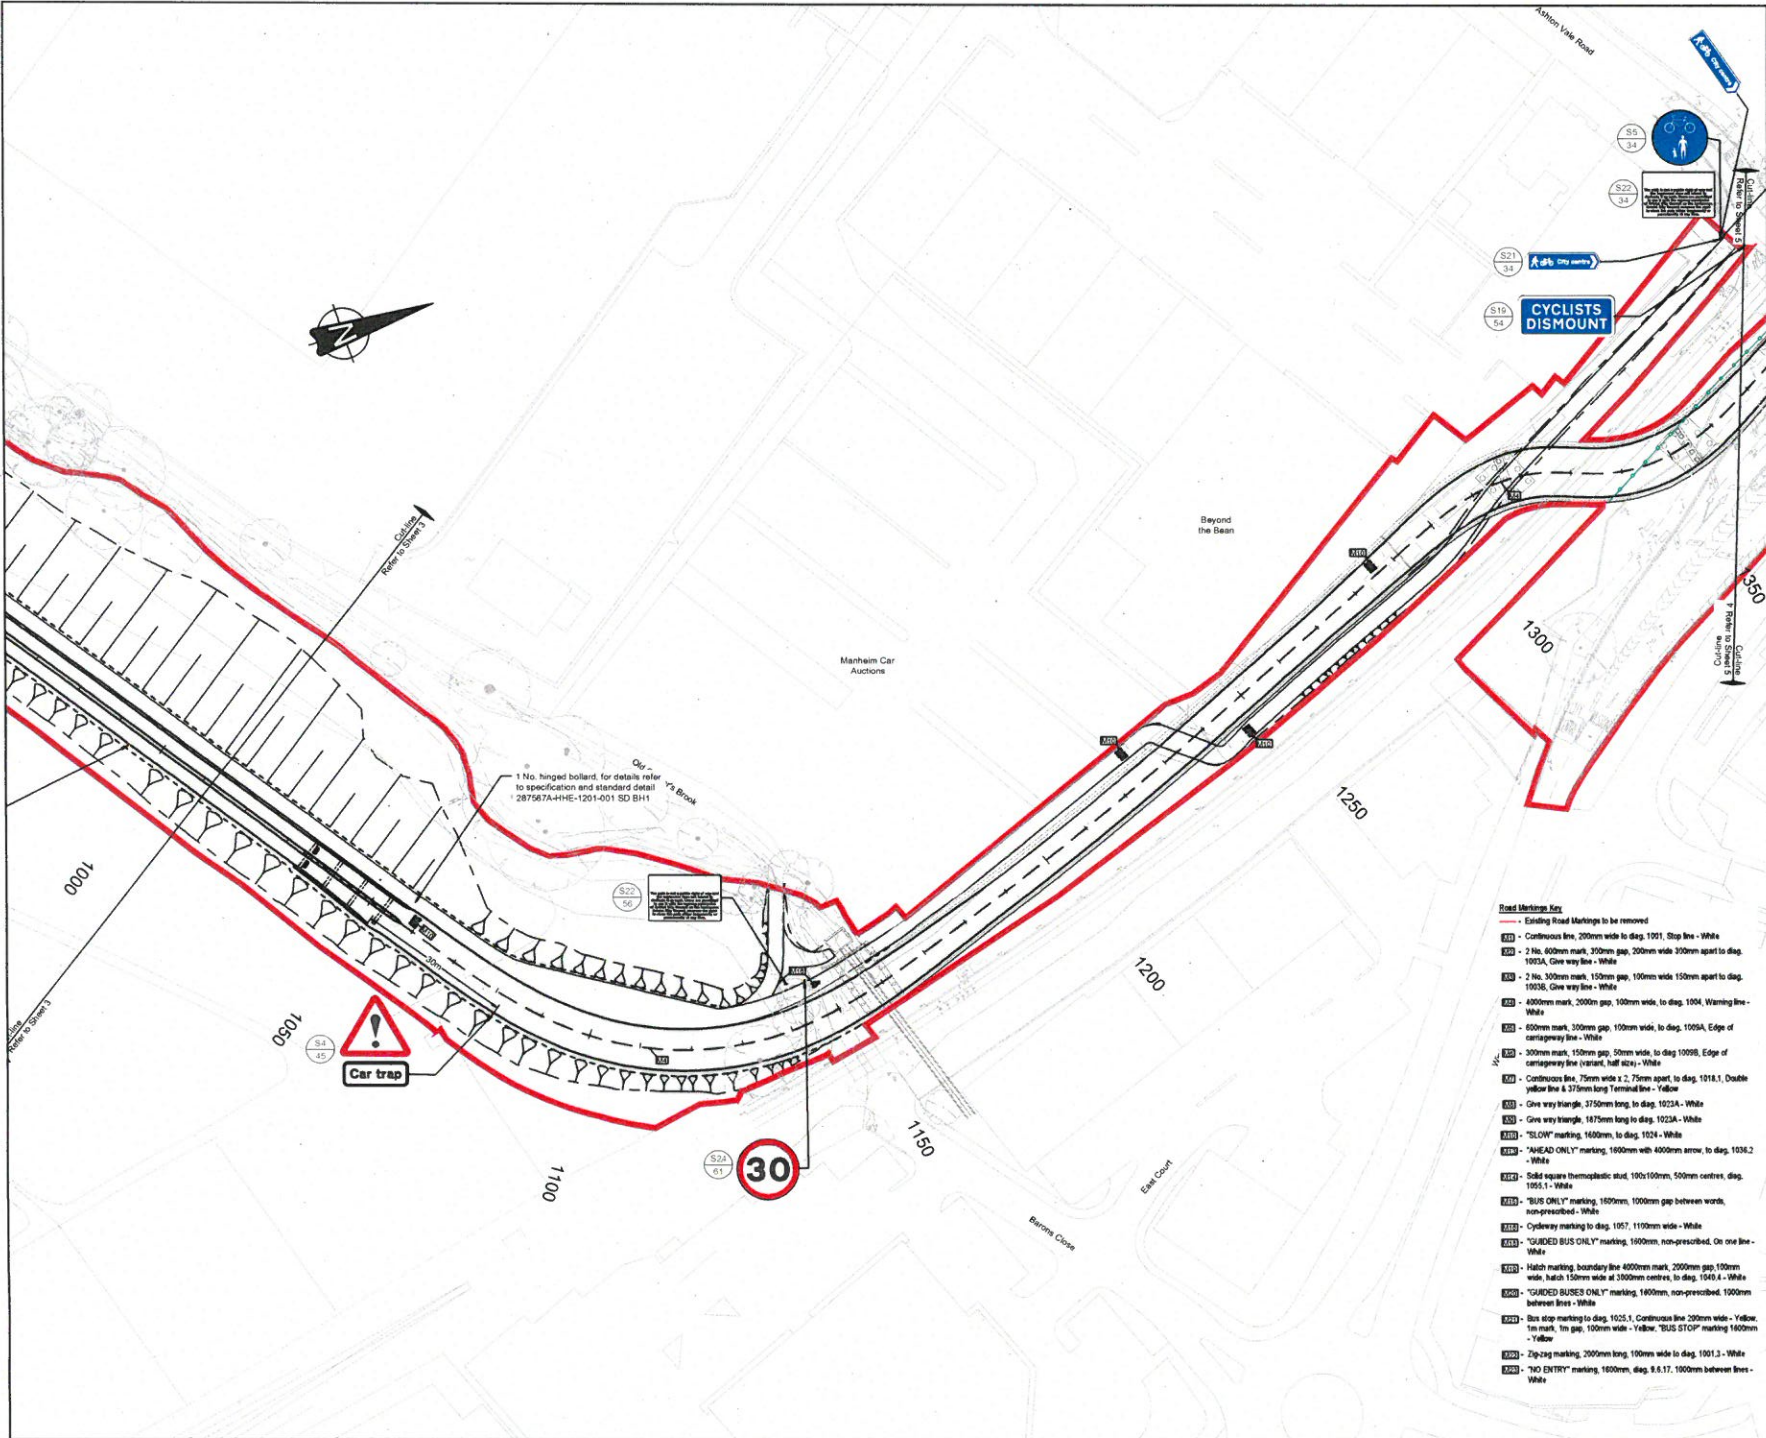 Ashton Vale Road
City centre
S5
34
S22
34
Cut-line
Refer to Sheet 5
S21
34
City centre
S19
54
CYCLISTS
DISMOUNT
N
Cut-line
Refer to Sheet 3
Beyond
the Bean
1350
1300
Refer to Sheet 5
Cut-line
Manheim Car
Auctions
1 No. hinged bollard, for details refer
to specification and standard detail
287567A-HHE-1201-001 SD BH1
Brook
1250
1000
S22
56
30m
1200
Refer to Sheet 3
1050
S4
45
Car trap
1150
S24
61
30
1100
East Court
Barons Close
Road Markings Key
Existing Road Markings to be removed
- Continuous line, 200mm wide to diag. 1001, Stop line - White
- 2 No. 600mm mark, 300mm gap, 200mm wide 300mm apart to diag.
1003A, Give way line - White
- 2 No. 300mm mark, 150mm gap, 100mm wide 150mm apart to diag.
1003B, Give way line - White
- 4000mm mark, 2000mm gap, 100mm wide, to diag. 1004, Warning line -
White
- 600mm mark, 300mm gap, 100mm wide, to diag. 1009A, Edge of
carriageway line - White
- 300mm mark, 150mm gap, 50mm wide, to diag 1009B, Edge of
carriageway line (variant, half size) - White
- Continuous line, 75mm wide x 2, 75mm apart, to diag. 1018.1, Double
yellow line & 375mm long Terminal line - Yellow
- Give way triangle, 3750mm long, to diag. 1023A - White
- Give way triangle, 1875mm long to diag. 1023A - White
- "SLOW" marking, 1600mm, to diag. 1024 - White
- "AHEAD ONLY" marking, 1600mm with 4000mm arrow, to diag. 1036.2
- White
- Solid square thermoplastic stud, 100x100mm, 500mm centres, diag.
1055.1 - White
- "BUS ONLY" marking, 1600mm, 1000mm gap between words,
non-prescribed - White
- Cycleway marking to diag. 1057, 1100mm wide - White
- "GUIDED BUS ONLY" marking, 1600mm, non-prescribed. On one line -
White
- Hatch marking, boundary line 4000mm mark, 2000mm gap, 100mm
wide, hatch 150mm wide at 3000mm centres, to diag. 1040.4 - White
- "GUIDED BUSES ONLY" marking, 1600mm, non-prescribed. 1000mm
between lines - White
- Bus stop marking to diag. 1025.1, Continuous line 200mm wide - Yellow.
1m mark, 1m gap, 100mm wide - Yellow. "BUS STOP" marking 1600mm
- Yellow
- Zig-zag marking, 2000mm long, 100mm wide to diag. 1001.3 - White
- "NO ENTRY" marking, 1600mm, diag. 9.6.17. 1000mm between lines -
White